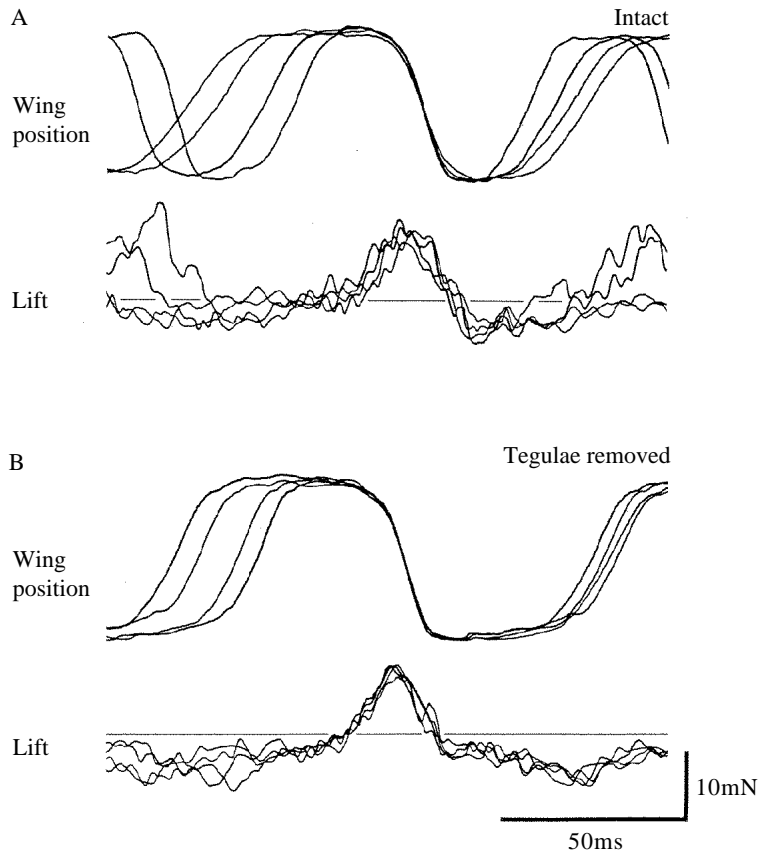 A
Intact
Wing
position
Lift
B
Tegulae removed
Wing
position
Lift
10mN
50ms